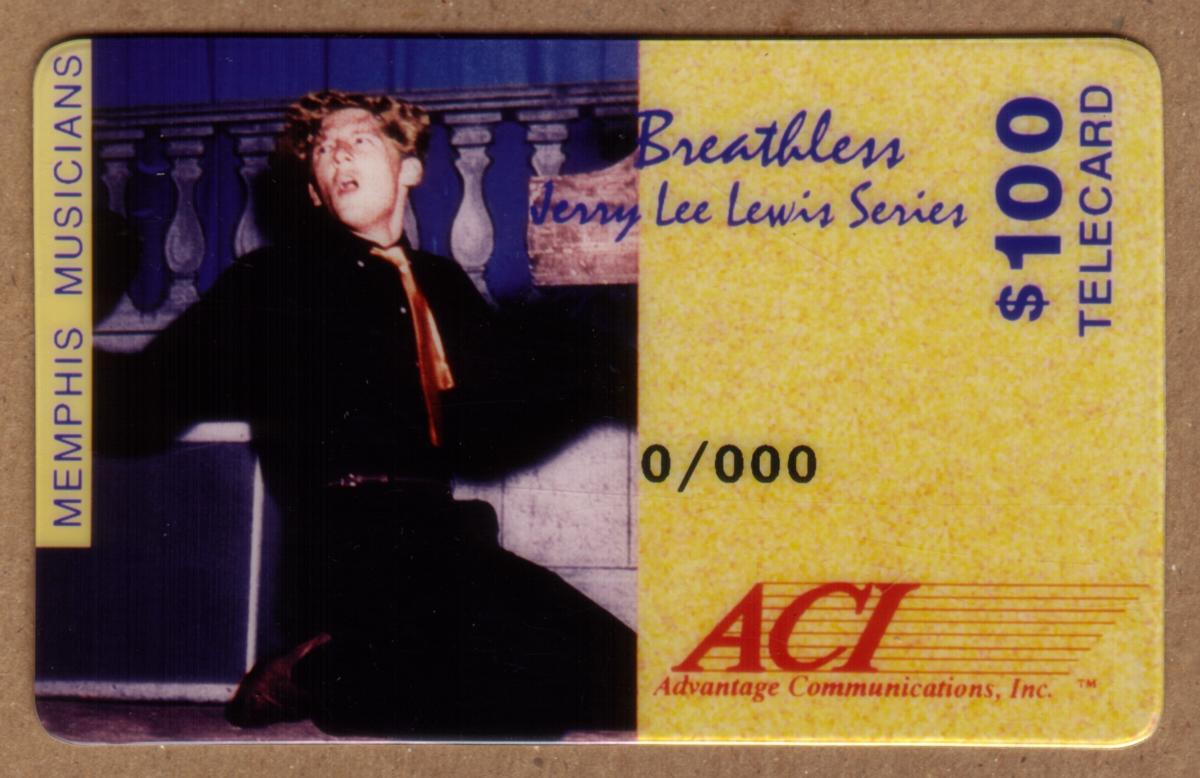 MEMPHIS MUSICIANS
Breathless
Jerry Lee Lewis Series
$100
TELECARD
0/000
ACI
Advantage Communications, Inc. ™